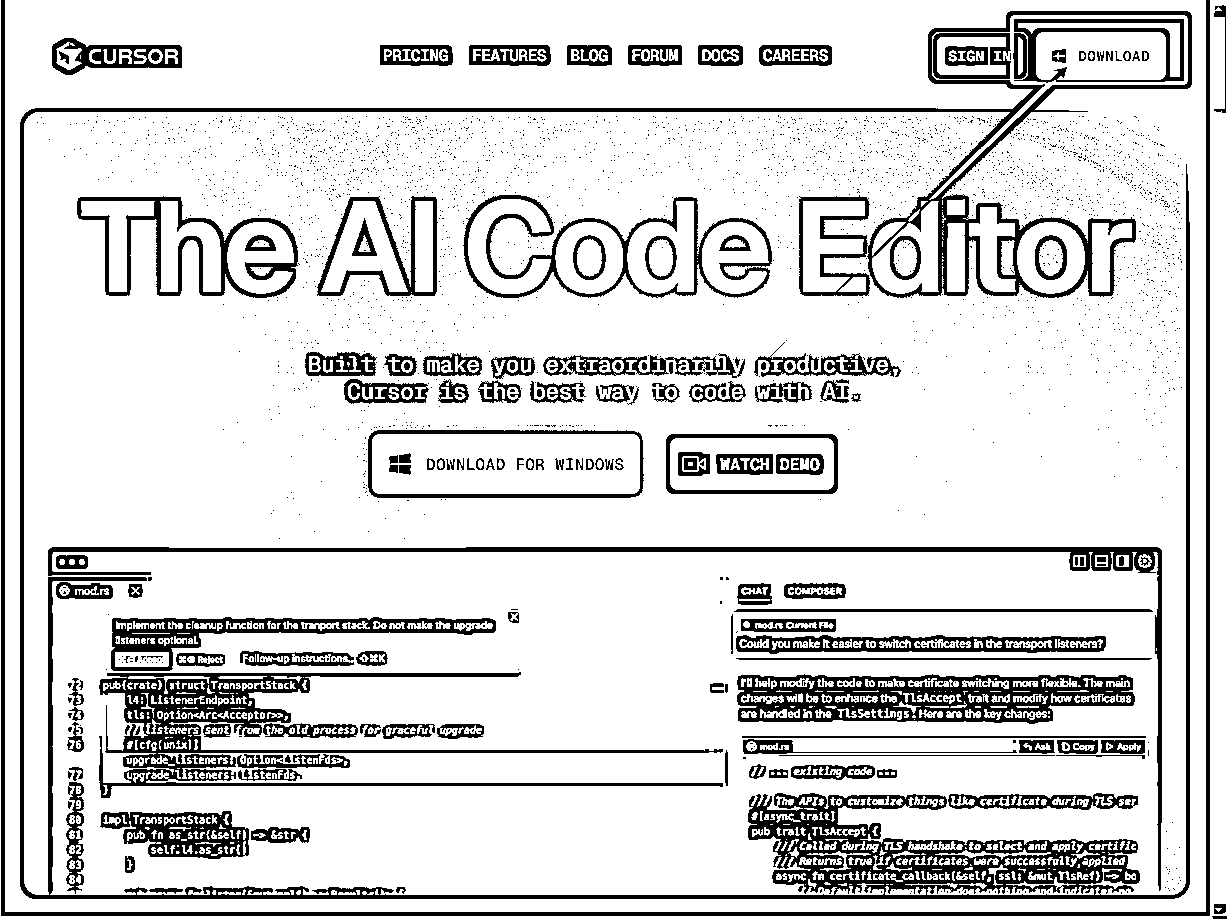 CURSOR
PRICING FEATURES BLOG FORUM DOCS CAREERS
SIGN IN
DOWNLOAD
The AI Code Editor
Built to make you extraordinarily productive,
Cursor is the best way to code with AI.
DOWNLOAD FOR WINDOWS
WATCH DEMO
mod.rs
Implement the cleanup function for the tranport stack. Do not make the upgrade
listeners optional.
Accept Reject Follow-up instructions... ⇧⌘K
72 pub(crate) struct TransportStack {
73 l4: ListenerEndpoint,
74 tls: Option<Arc<Acceptor>>,
75 // listeners sent from the old process for graceful upgrade
76 #[cfg(unix)]
upgrade_listeners: Option<ListenFds>,
77 upgrade_listeners: ListenFds,
78 }
79
80 impl TransportStack {
81 pub fn as_str(&self) -> &str {
82 self.l4.as_str()
83 }
84
CHAT COMPOSER
mod.rs Current File
Could you make it easier to switch certificates in the transport listeners?
I'll help modify the code to make certificate switching more flexible. The main
changes will be to enhance the TlsAccept trait and modify how certificates
are handled in the TlsSettings. Here are the key changes:
mod.rs
Ask Copy Apply
// ... existing code ...
/// The APIs to customize things like certificate during TLS ser
#[async_trait]
pub trait TlsAccept {
/// Called during TLS handshake to select and apply certific
/// Returns true if certificates were successfully applied
async fn certificate_callback(&self, ssl: &mut TlsRef) -> bo
// Default implementation does nothing and indicates no